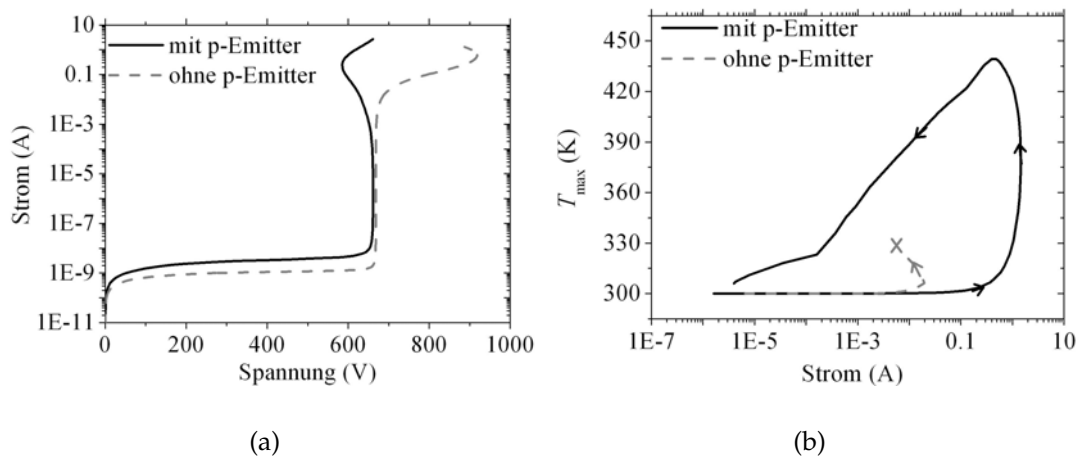 10
0.1
1E-3
1E-5
1E-7
1E-9
1E-11
Strom (A)
mit p-Emitter
ohne p-Emitter
0 200 400 600 800 1000
Spannung (V)
(a)
450
420
390
360
330
300
T max (K)
mit p-Emitter
ohne p-Emitter
X
1E-7 1E-5 1E-3 0.1 10
Strom (A)
(b)